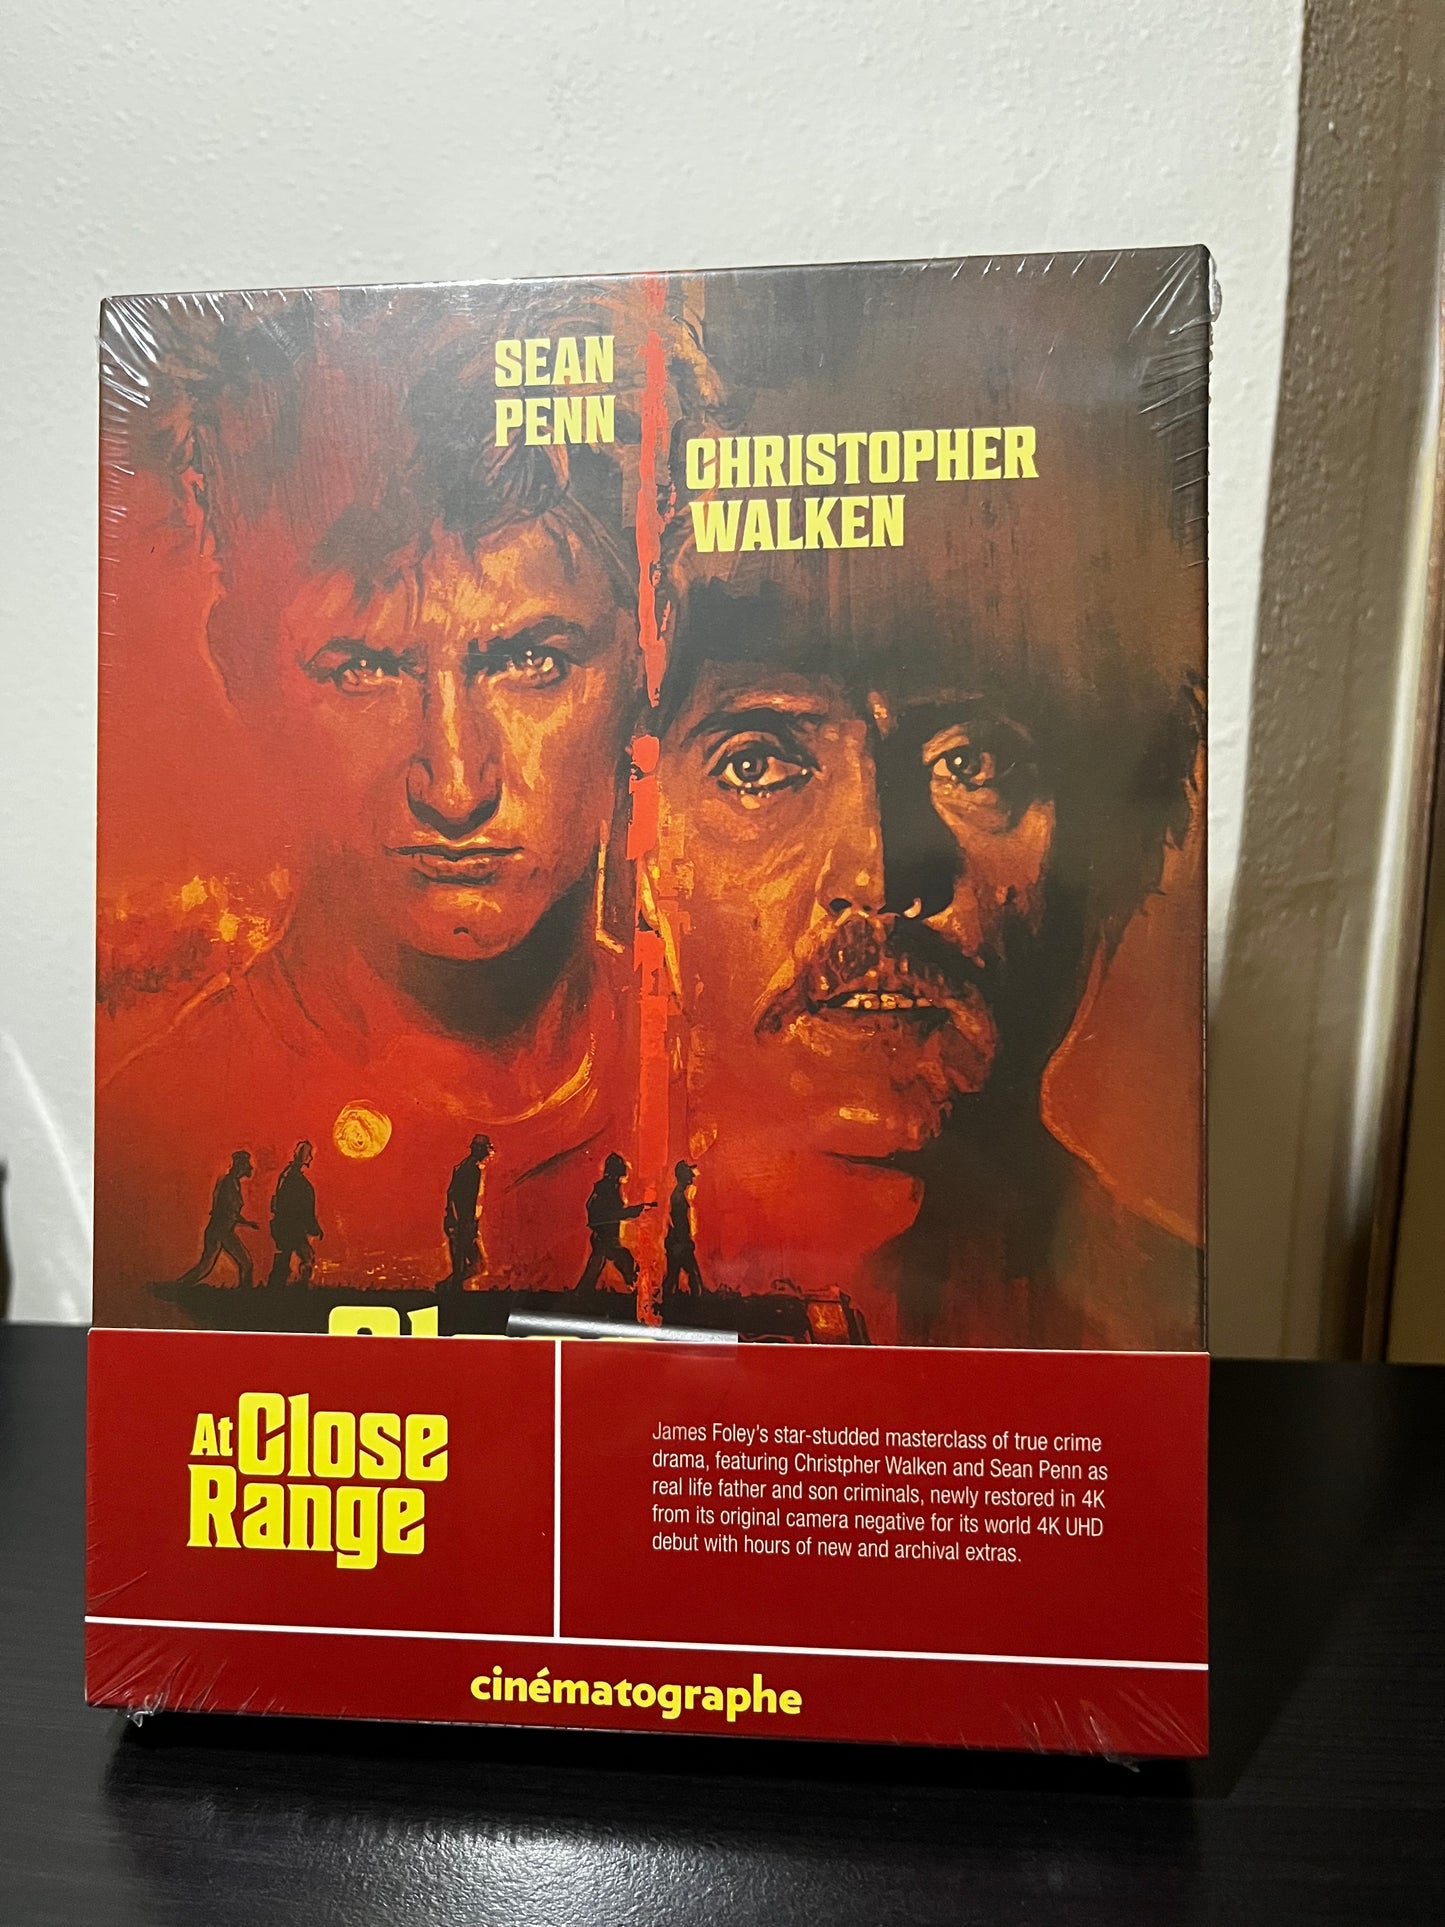 SEAN
PENN
CHRISTOPHER
WALKEN
At Close
Range
James Foley's star-studded masterclass of true crime
drama, featuring Christpher Walken and Sean Penn as
real life father and son criminals, newly restored in 4K
from its original camera negative for its world 4K UHD
debut with hours of new and archival extras.
cinématographe